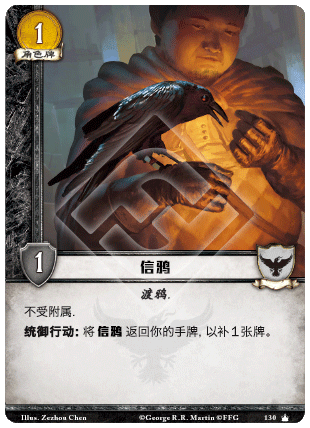 1
角色牌
1
信鸦
渡鸦.
不受附属.
统御行动: 将 信鸦 返回你的手牌, 以补1张牌。
Illus. Zezhou Chen ©George R.R. Martin ©FFG 130